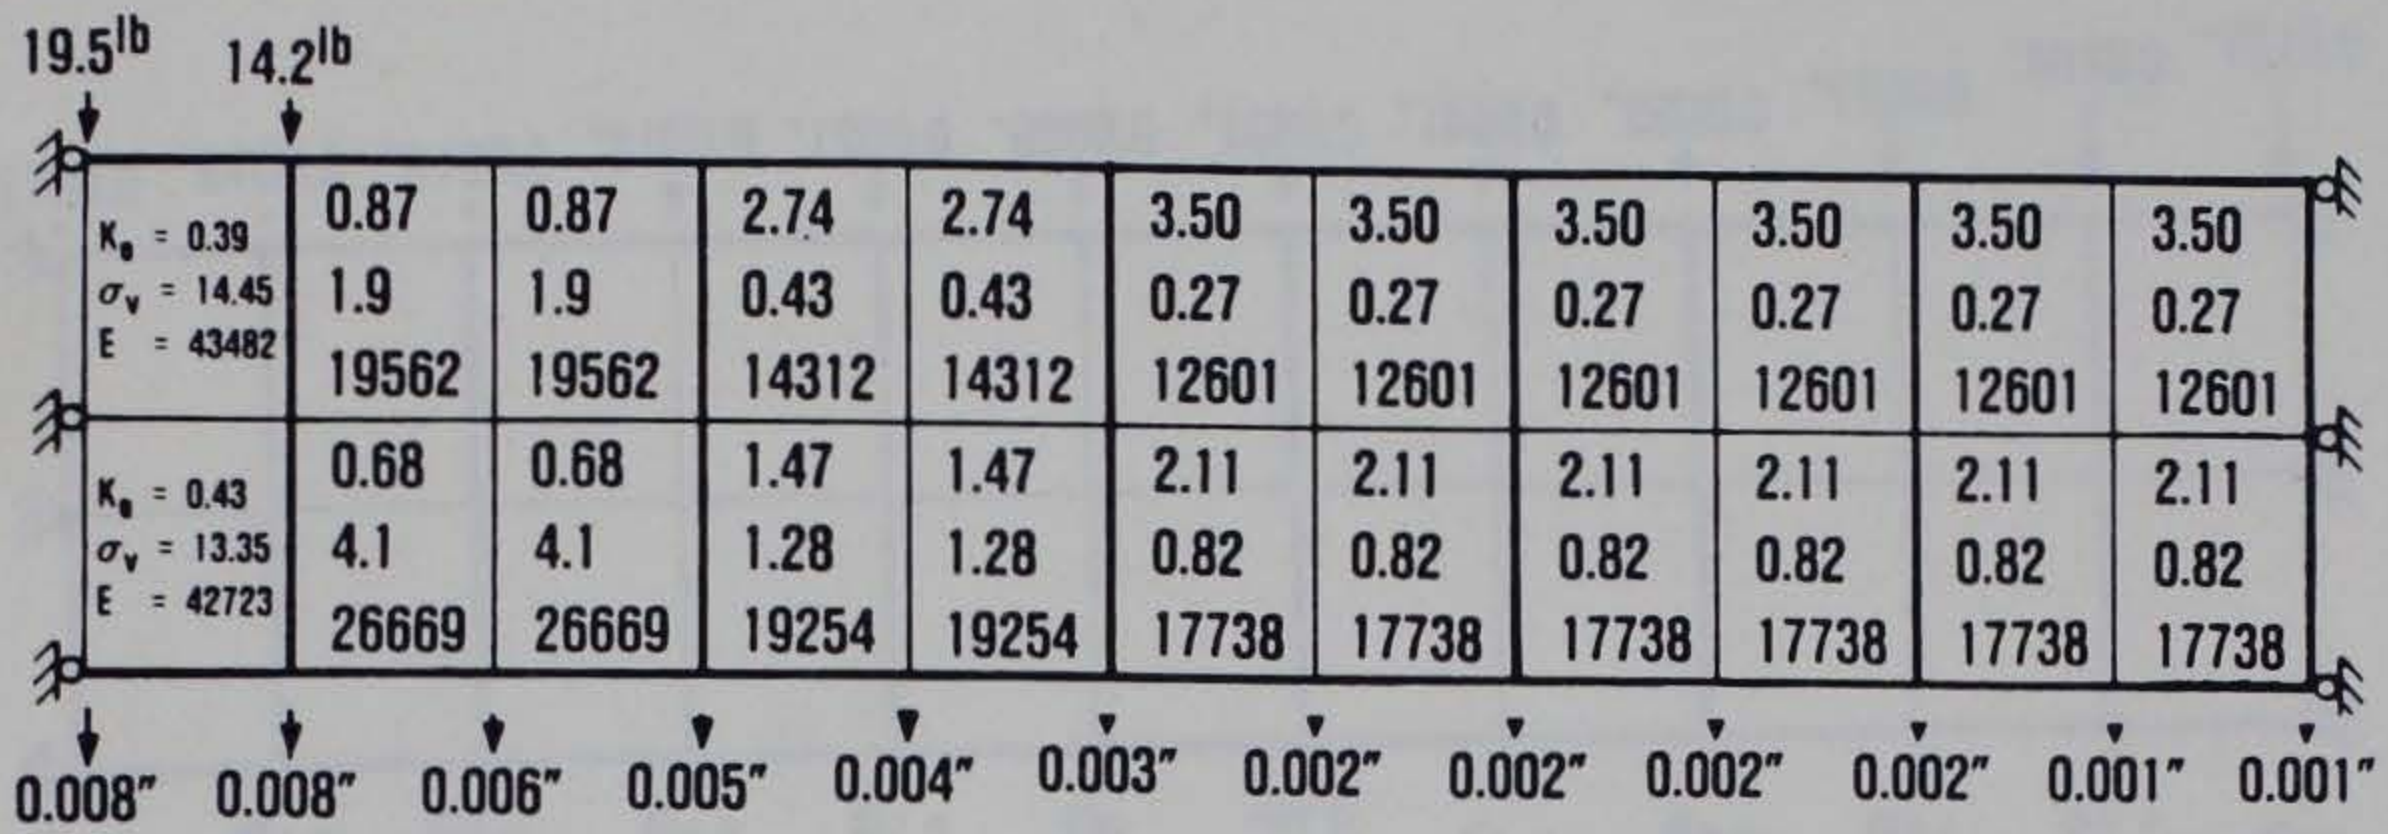 19.5lb 14.2lb
K₀ = 0.39 0.87 0.87 2.74 2.74 3.50 3.50 3.50 3.50 3.50 3.50
σv = 14.45 1.9 1.9 0.43 0.43 0.27 0.27 0.27 0.27 0.27 0.27
E = 43482 19562 19562 14312 14312 12601 12601 12601 12601 12601 12601
K₀ = 0.43 0.68 0.68 1.47 1.47 2.11 2.11 2.11 2.11 2.11 2.11
σv = 13.35 4.1 4.1 1.28 1.28 0.82 0.82 0.82 0.82 0.82 0.82
E = 42723 26669 26669 19254 19254 17738 17738 17738 17738 17738 17738
0.008″ 0.008″ 0.006″ 0.005″ 0.004″ 0.003″ 0.002″ 0.002″ 0.002″ 0.002″ 0.001″ 0.001″